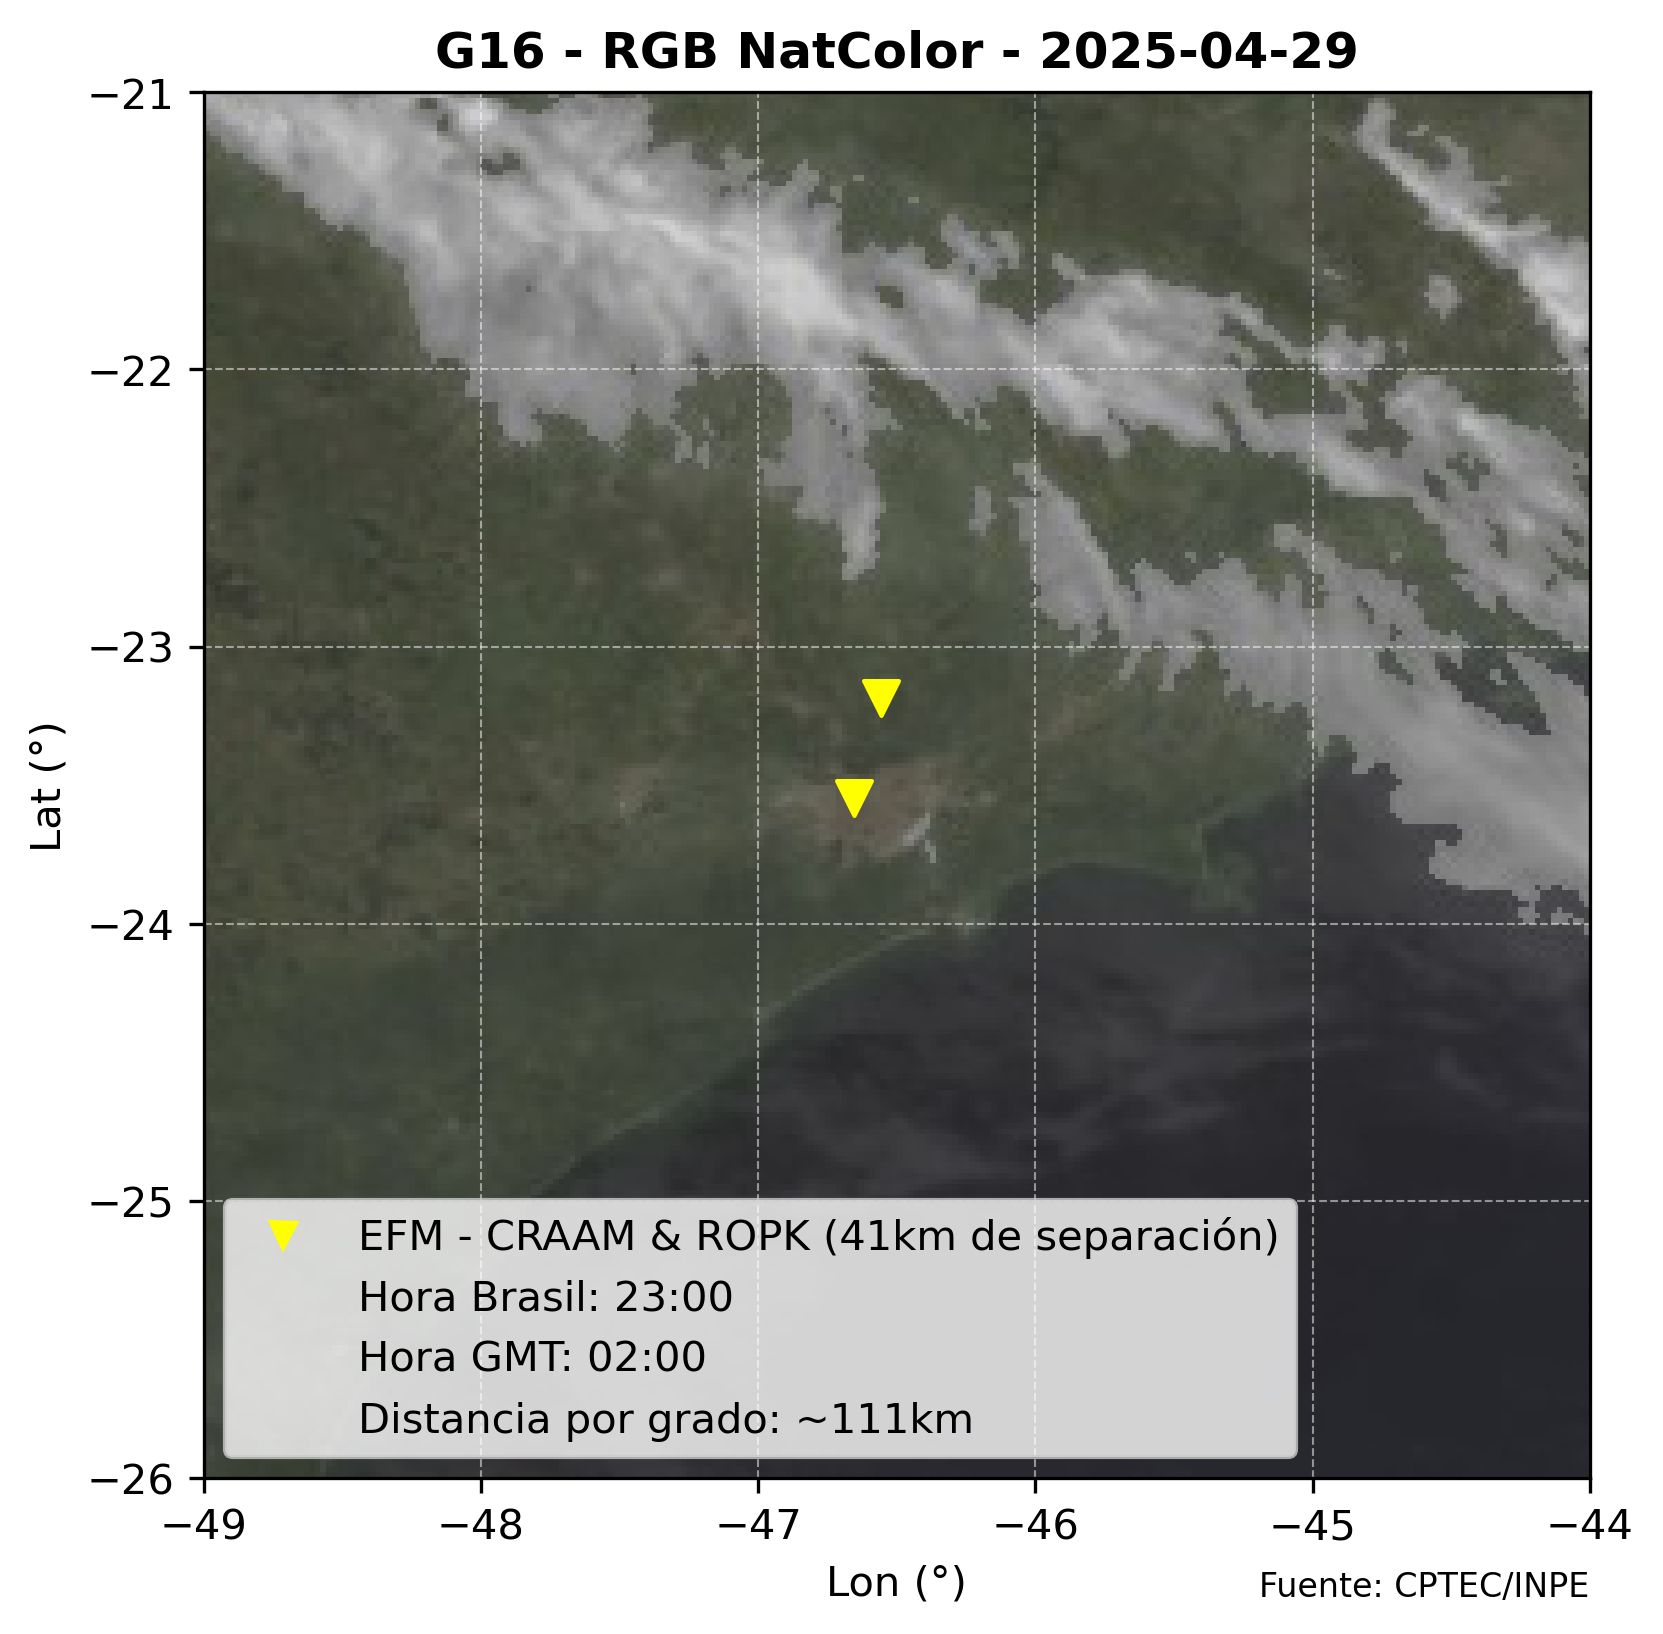 G16 - RGB NatColor - 2025-04-29
−21
−22
−23
−24
−25
−26
Lat (°)
EFM - CRAAM & ROPK (41km de separación)
Hora Brasil: 23:00
Hora GMT: 02:00
Distancia por grado: ~111km
−49 −48 −47 −46 −45 −44
Lon (°)
Fuente: CPTEC/INPE